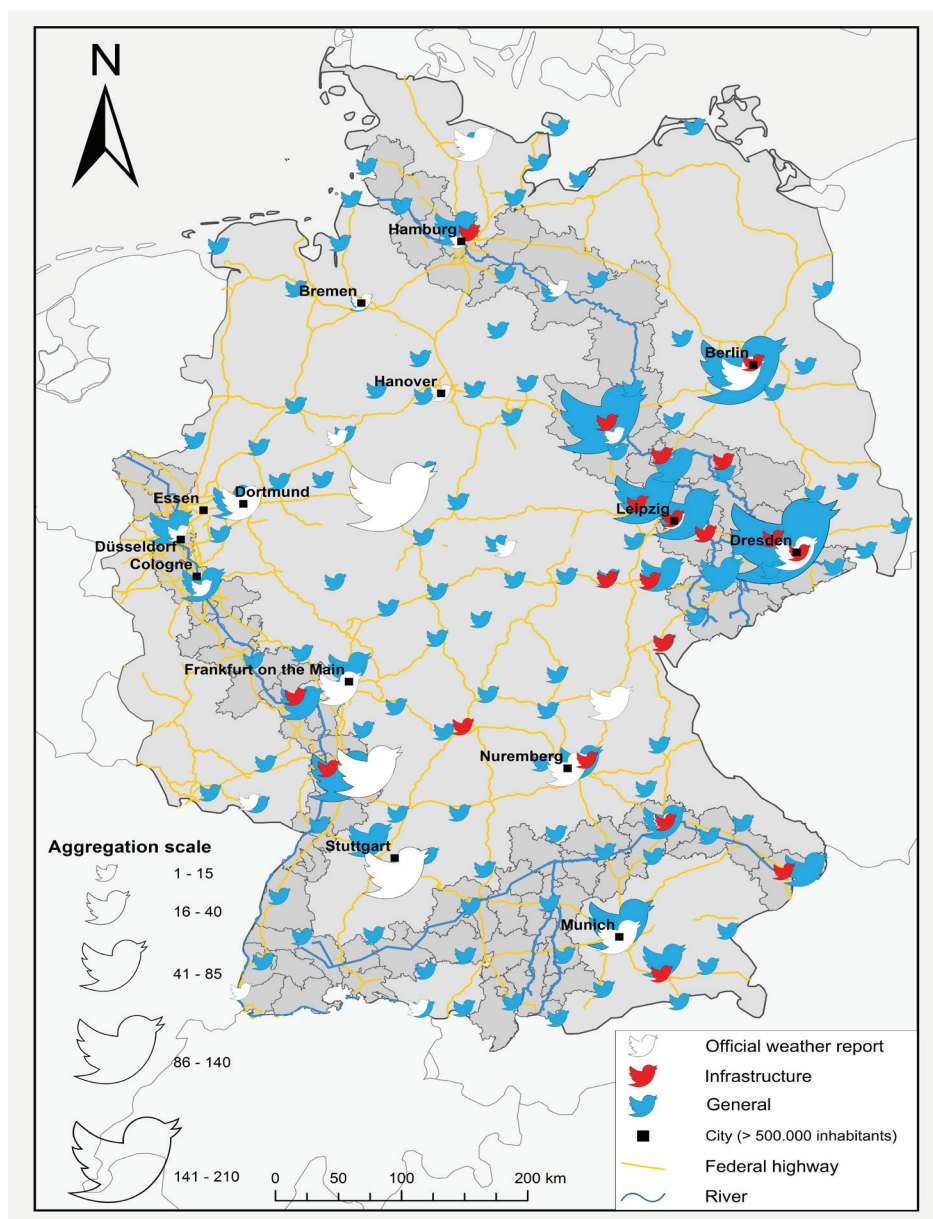 N
Hamburg
Bremen
Berlin
Hanover
Essen
Dortmund
Leipzig
Düsseldorf
Dresden
Cologne
Frankfurt on the Main
Nuremberg
Stuttgart
Munich
Aggregation scale
1 - 15
16 - 40
41 - 85
86 - 140
141 - 210
0 50 100 200 km
Official weather report
Infrastructure
General
City (> 500.000 inhabitants)
Federal highway
River